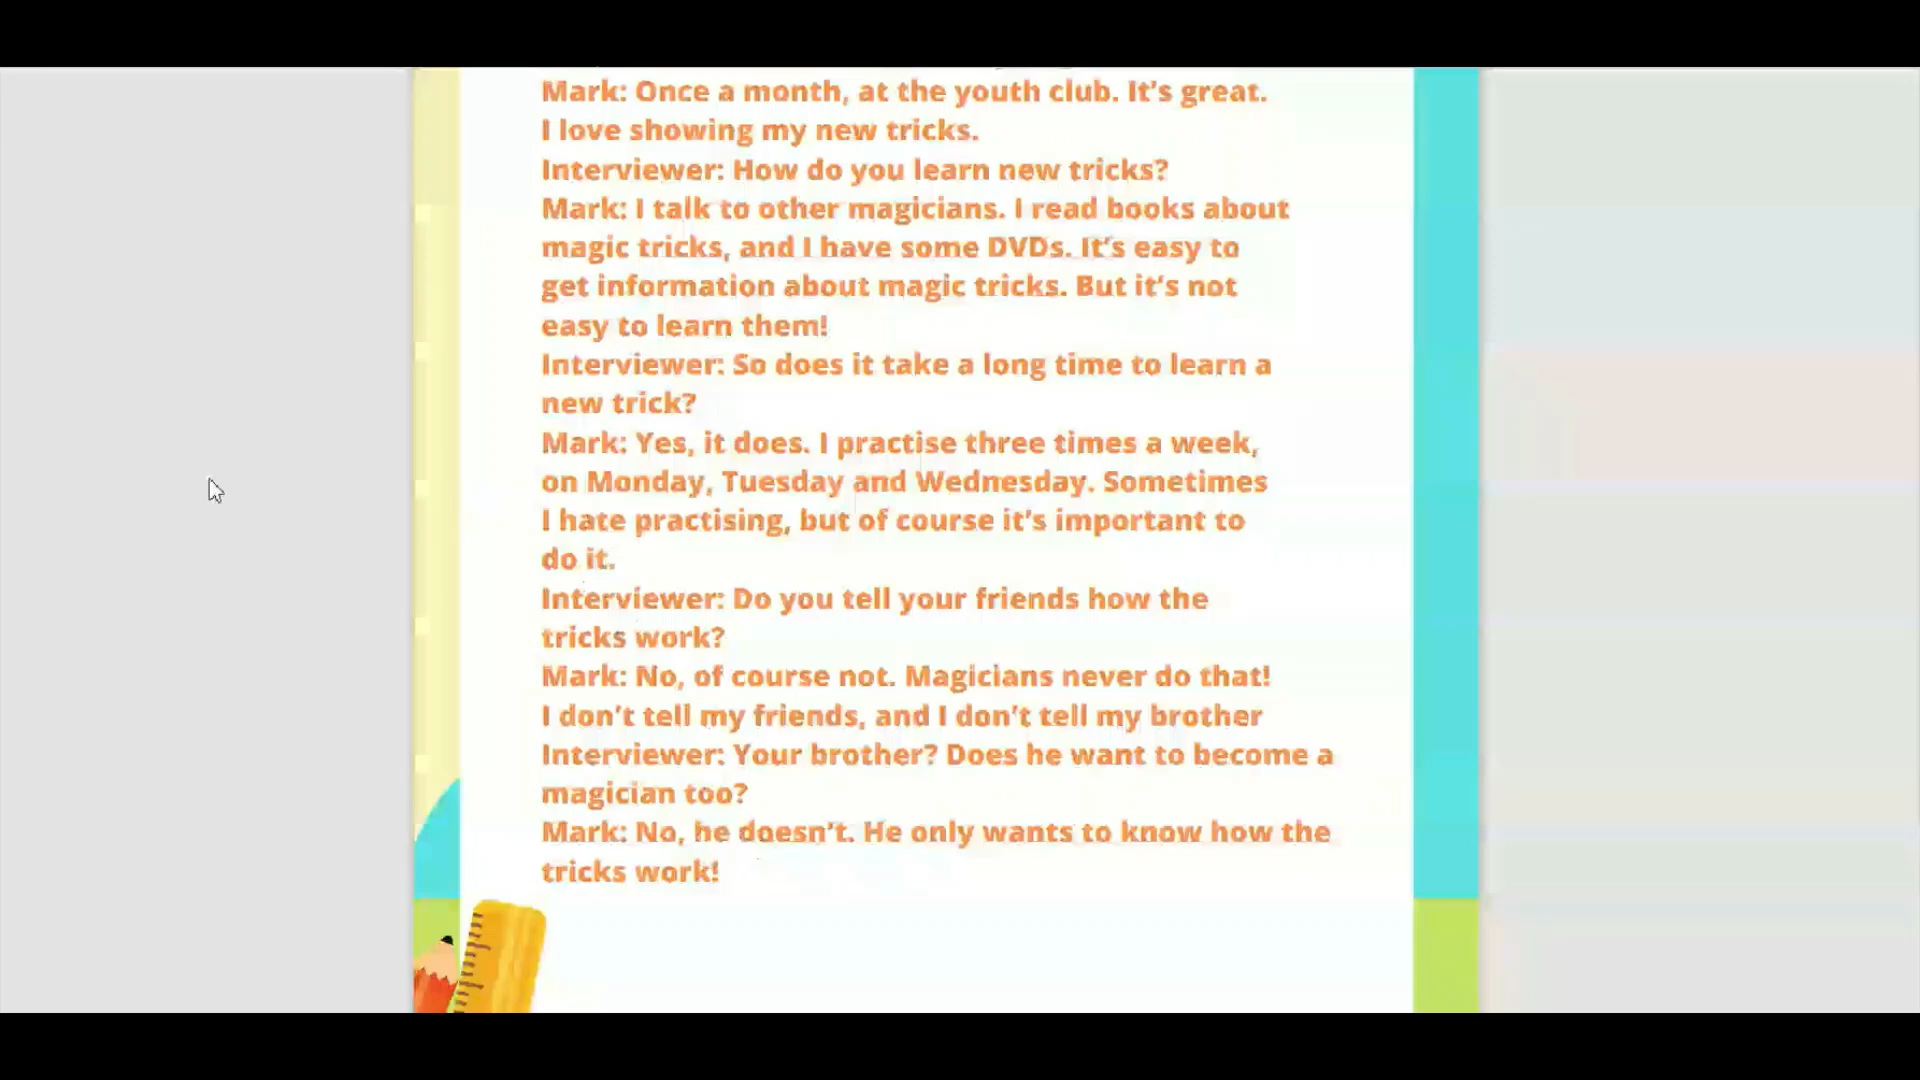 Mark: Once a month, at the youth club. It's great.
I love showing my new tricks.
Interviewer: How do you learn new tricks?
Mark: I talk to other magicians. I read books about
magic tricks, and I have some DVDs. It's easy to
get information about magic tricks. But it's not
easy to learn them!
Interviewer: So does it take a long time to learn a
new trick?
Mark: Yes, it does. I practise three times a week,
on Monday, Tuesday and Wednesday. Sometimes
I hate practising, but of course it's important to
do it.
Interviewer: Do you tell your friends how the
tricks work?
Mark: No, of course not. Magicians never do that!
I don't tell my friends, and I don't tell my brother
Interviewer: Your brother? Does he want to become a
magician too?
Mark: No, he doesn't. He only wants to know how the
tricks work!